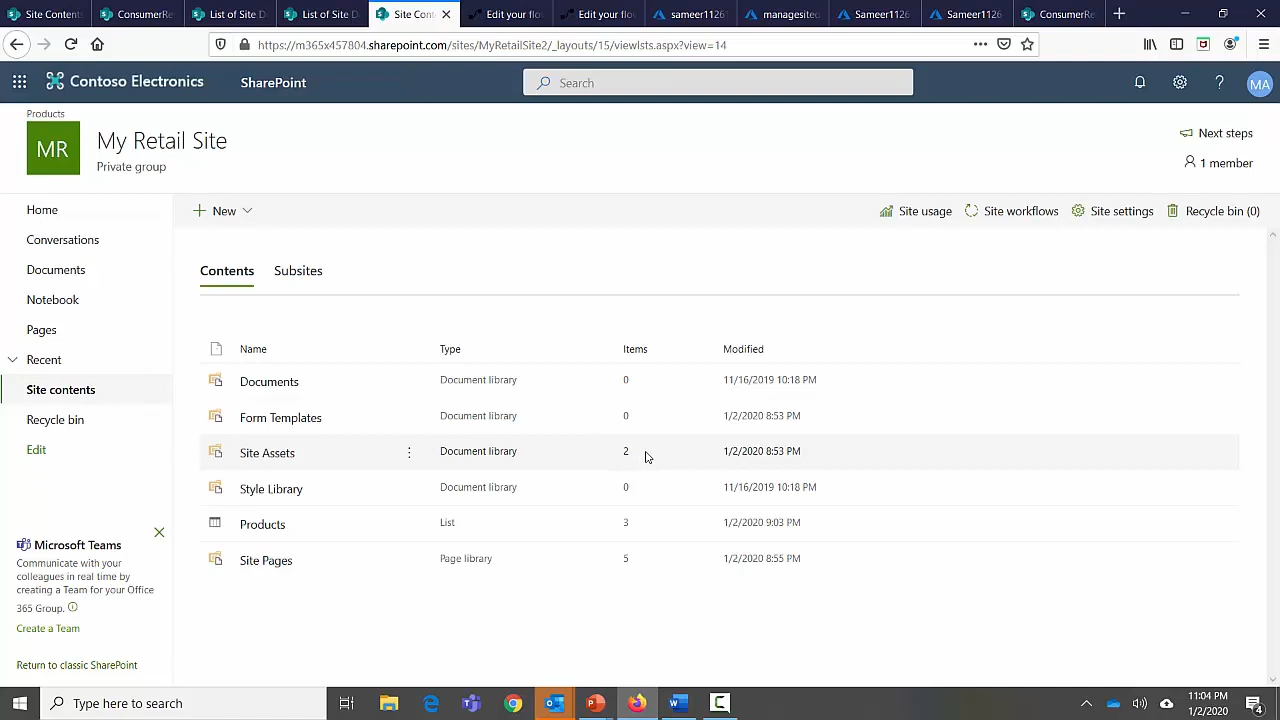 Site Contents
ConsumerRe
List of Site D
List of Site D
Site Cont
Edit your flo
Edit your flo
sameer1126
managesitec
Sameer1126
Sameer1126
ConsumerRe
https://m365x457804.sharepoint.com/sites/MyRetailSite2/_layouts/15/viewlsts.aspx?view=14
Contoso Electronics
SharePoint
Search
MA
Products
MR
My Retail Site
Private group
Next steps
1 member
Home
Conversations
Documents
Notebook
Pages
Recent
Site contents
Recycle bin
Edit
New
Site usage
Site workflows
Site settings
Recycle bin (0)
Contents
Subsites
Name Type Items Modified
Documents Document library 0 11/16/2019 10:18 PM
Form Templates Document library 0 1/2/2020 8:53 PM
Site Assets Document library 2 1/2/2020 8:53 PM
Style Library Document library 0 11/16/2019 10:18 PM
Products List 3 1/2/2020 9:03 PM
Site Pages Page library 5 1/2/2020 8:55 PM
Microsoft Teams
Communicate with your
colleagues in real time by
creating a Team for your Office
365 Group.
Create a Team
Return to classic SharePoint
Type here to search
11:04 PM
1/2/2020
4